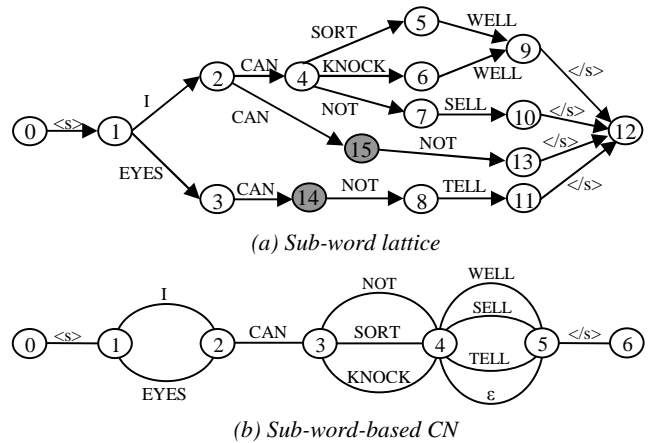 SORT 5 WELL
I 2 CAN 4 KNOCK 6 WELL 9 </s>
0 <s> 1 CAN NOT 7 SELL 10 </s> 12
15 NOT 13 </s>
EYES 3 CAN 14 NOT 8 TELL 11 </s>
(a) Sub-word lattice
I NOT WELL
SELL
0 <s> 1 2 CAN 3 SORT 4 5 </s> 6
TELL
EYES KNOCK ε
(b) Sub-word-based CN